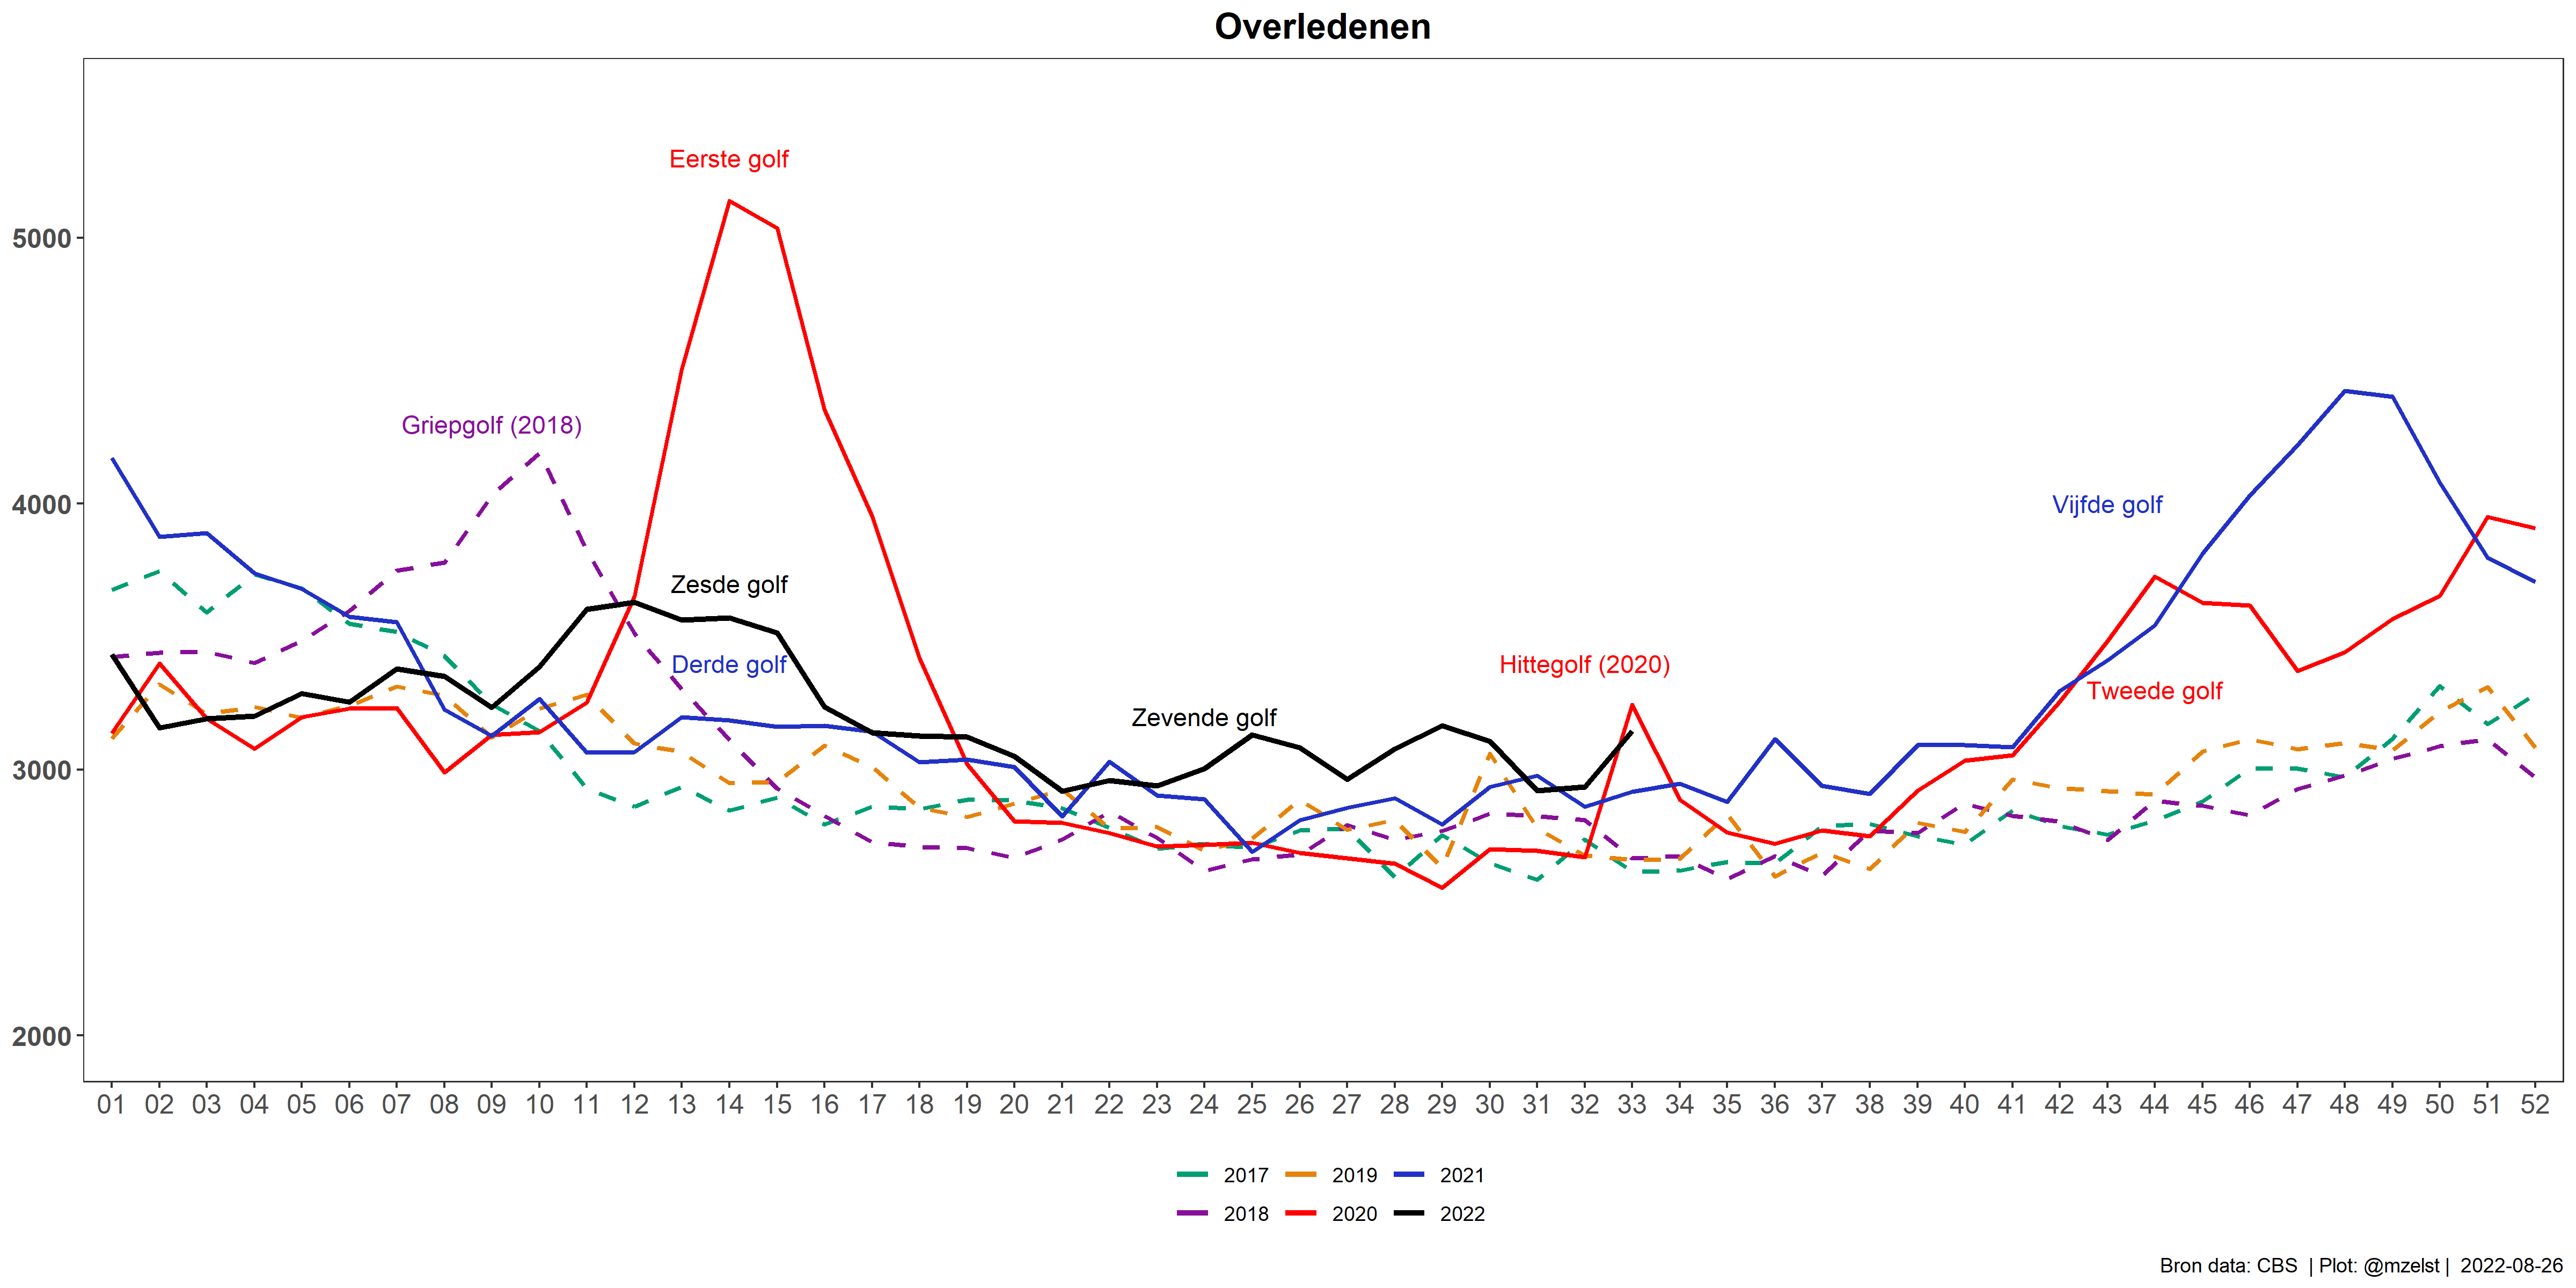 Overledenen
Eerste golf
5000
Griepgolf (2018)
4000
Vijfde golf
Zesde golf
Derde golf
Hittegolf (2020)
Tweede golf
Zevende golf
3000
2000
01 02 03 04 05 06 07 08 09 10 11 12 13 14 15 16 17 18 19 20 21 22 23 24 25 26 27 28 29 30 31 32 33 34 35 36 37 38 39 40 41 42 43 44 45 46 47 48 49 50 51 52
2017 2019 2021
2018 2020 2022
Bron data: CBS | Plot: @mzelst | 2022-08-26